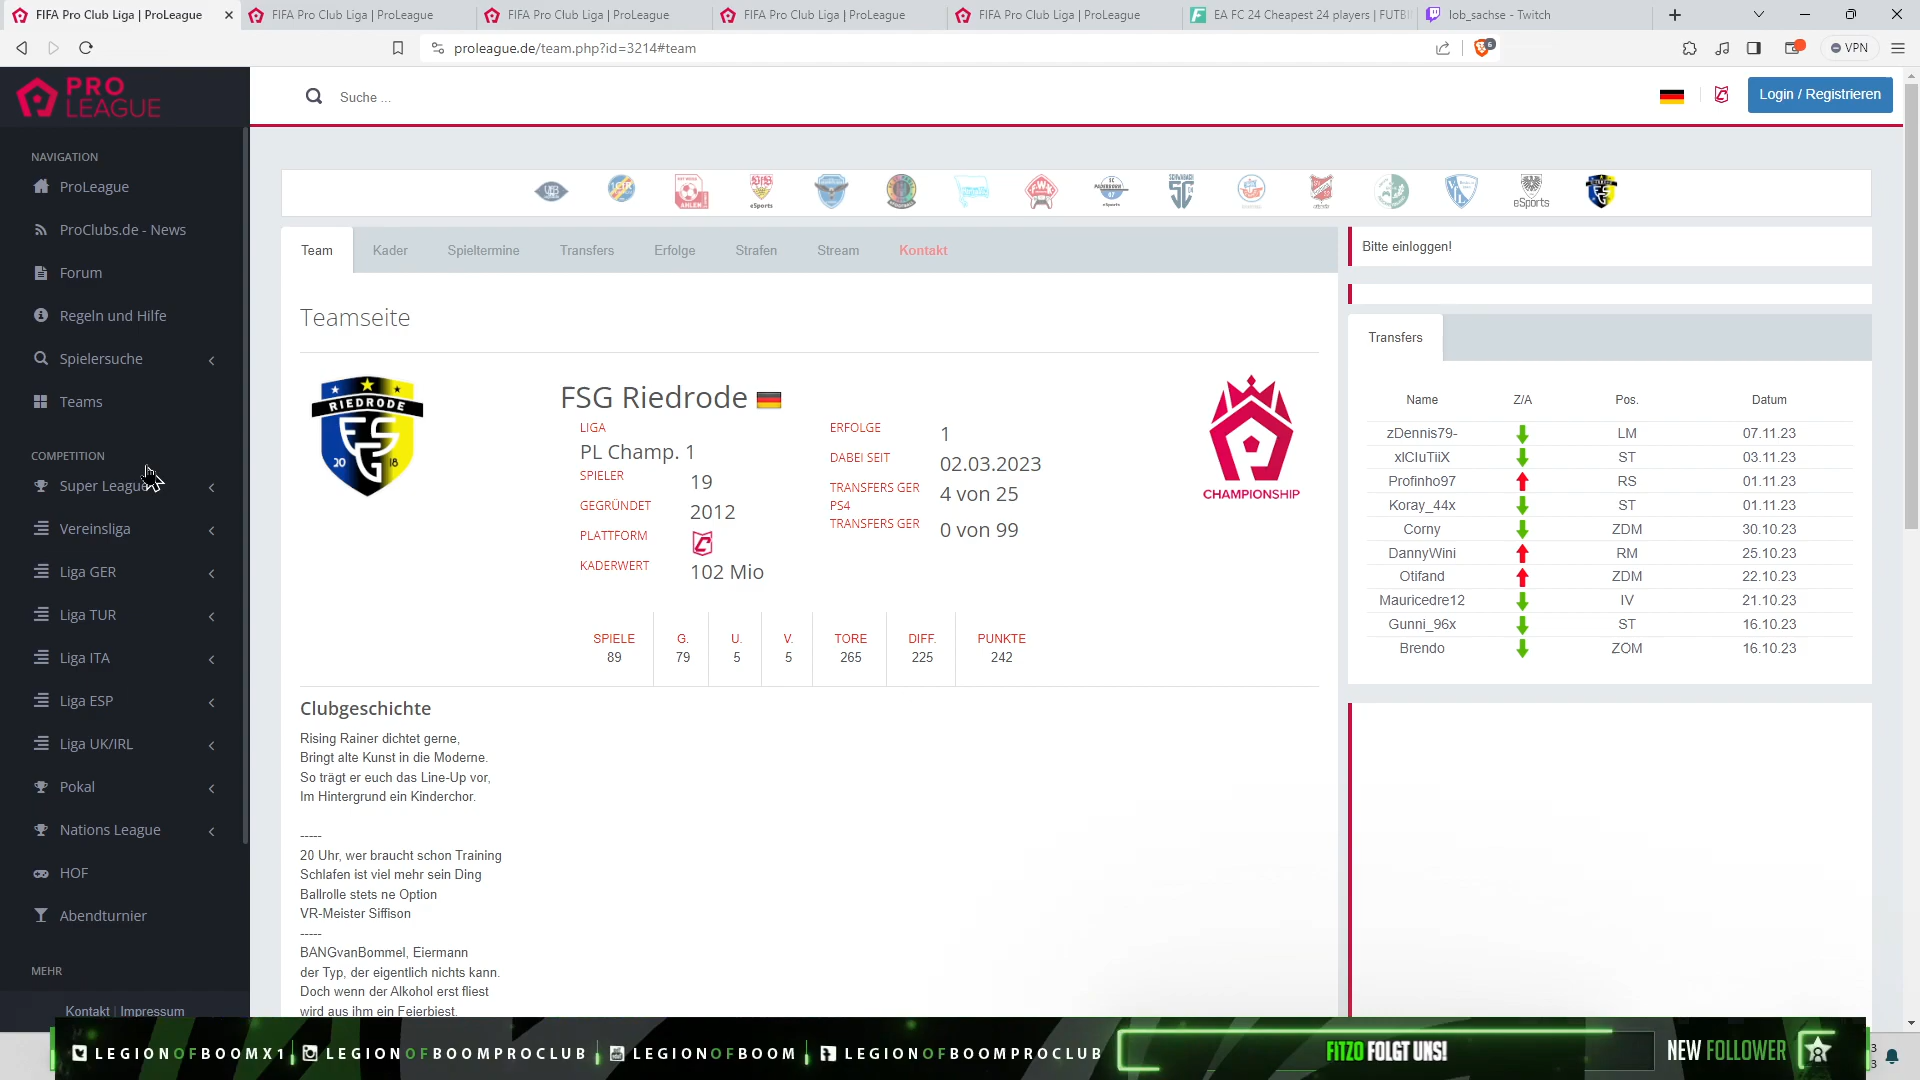 FIFA Pro Club Liga | ProLeague
FIFA Pro Club Liga | ProLeague
FIFA Pro Club Liga | ProLeague
FIFA Pro Club Liga | ProLeague
FIFA Pro Club Liga | ProLeague
EA FC 24 Cheapest 24 players | FUTBI
lob_sachse - Twitch
proleague.de/team.php?id=3214#team
6
VPN
PRO
LEAGUE
Suche ...
Login / Registrieren
NAVIGATION
ProLeague
ProClubs.de - News
Forum
Regeln und Hilfe
Spielersuche
Teams
COMPETITION
Super League
Vereinsliga
Liga GER
Liga TUR
Liga ITA
Liga ESP
Liga UK/IRL
Pokal
Nations League
HOF
Abendturnier
MEHR
Kontakt | Impressum
eSports
eSports
Team
Kader
Spieltermine
Transfers
Erfolge
Strafen
Stream
Kontakt
Teamseite
RIEDRODE
FSG
20 18
FSG Riedrode
LIGA
PL Champ. 1
SPIELER
19
GEGRÜNDET
2012
PLATTFORM
KADERWERT
102 Mio
ERFOLGE
1
DABEI SEIT
02.03.2023
TRANSFERS GER PS4
4 von 25
TRANSFERS GER
0 von 99
CHAMPIONSHIP
SPIELE G. U. V. TORE DIFF. PUNKTE
89 79 5 5 265 225 242
Clubgeschichte
Rising Rainer dichtet gerne,
Bringt alte Kunst in die Moderne.
So trägt er euch das Line-Up vor,
Im Hintergrund ein Kinderchor.
-----
20 Uhr, wer braucht schon Training
Schlafen ist viel mehr sein Ding
Ballrolle stets ne Option
VR-Meister Siffison
-----
BANGvanBommel, Eiermann
der Typ, der eigentlich nichts kann.
Doch wenn der Alkohol erst fliest
wird aus ihm ein Feierbiest.
Bitte einloggen!
Transfers
Name Z/A Pos. Datum
zDennis79- LM 07.11.23
xlCluTiiX ST 03.11.23
Profinho97 RS 01.11.23
Koray_44x ST 01.11.23
Corny ZDM 30.10.23
DannyWini RM 25.10.23
Otifand ZDM 22.10.23
Mauricedre12 IV 21.10.23
Gunni_96x ST 16.10.23
Brendo ZOM 16.10.23
LEGIONOFBOOMX1
LEGIONOFBOOMPROCLUB
LEGIONOFBOOM
LEGIONOFBOOMPROCLUB
FITZO FOLGT UNS!
NEW FOLLOWER